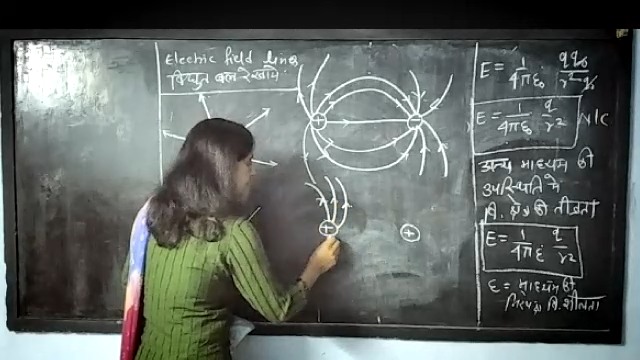 Electric field lines
विद्युत बल रेखायें
+
−
+
+
E = 1/4πε₀ qq₀/r²q₀
E = 1/4πε₀ q/r² N/C
अन्य माध्यम की
उपस्थिति में
वि. क्षेत्र की तीव्रता
E = 1/4πε q/r²
ε = माध्यम की
वि. शीलता